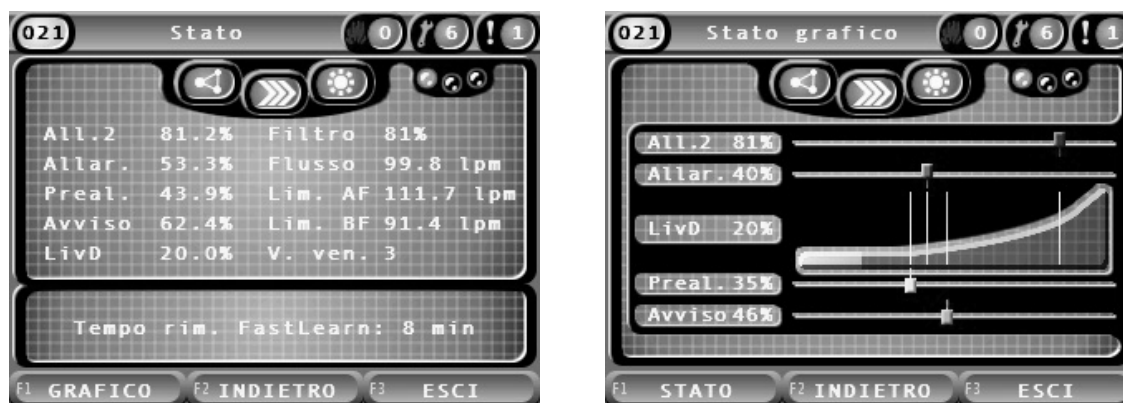 021 Stato 0 6 ! 1
All.2 81.2% Filtro 81%
Allar. 53.3% Flusso 99.8 lpm
Preal. 43.9% Lim. AF 111.7 lpm
Avviso 62.4% Lim. BF 91.4 lpm
LivD 20.0% V. ven. 3
Tempo rim. FastLearn: 8 min
F1 GRAFICO F2 INDIETRO F3 ESCI
021 Stato grafico 0 6 ! 1
All.2 81%
Allar. 40%
LivD 20%
Preal. 35%
Avviso 46%
F1 STATO F2 INDIETRO F3 ESCI